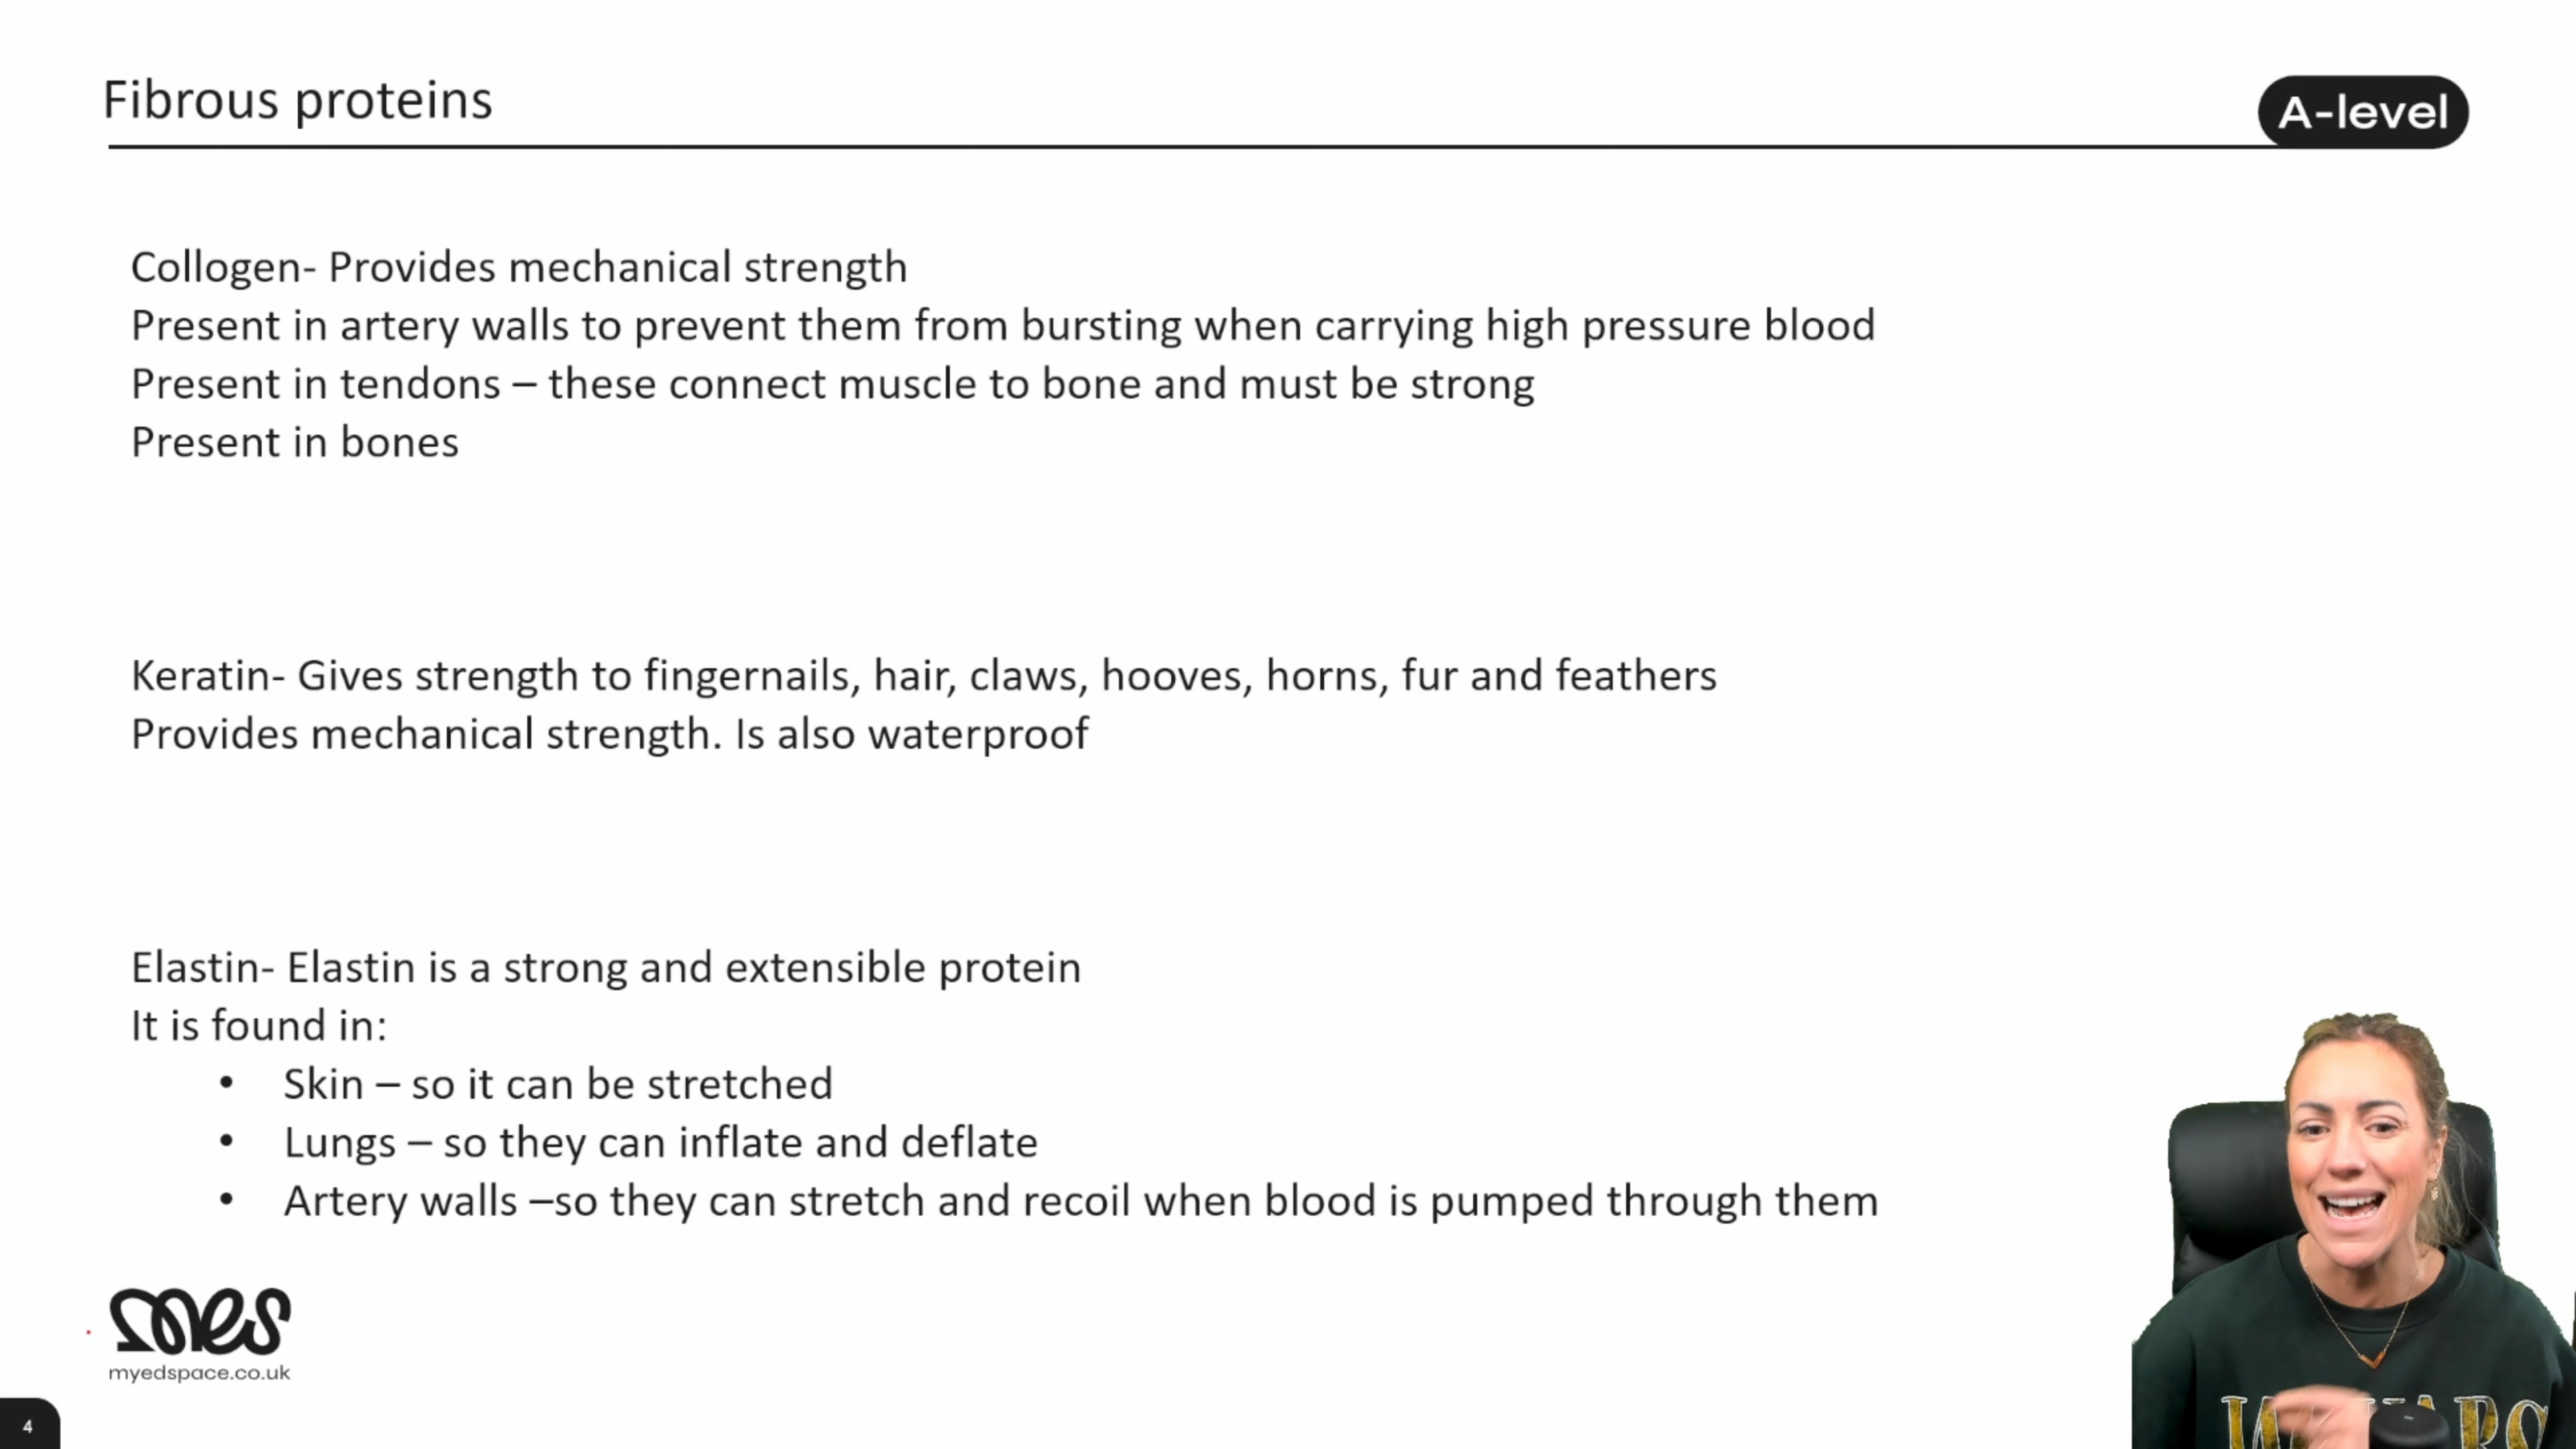 Fibrous proteins
A-level
Collogen- Provides mechanical strength
Present in artery walls to prevent them from bursting when carrying high pressure blood
Present in tendons – these connect muscle to bone and must be strong
Present in bones
Keratin- Gives strength to fingernails, hair, claws, hooves, horns, fur and feathers
Provides mechanical strength. Is also waterproof
Elastin- Elastin is a strong and extensible protein
It is found in:
• Skin – so it can be stretched
• Lungs – so they can inflate and deflate
• Artery walls –so they can stretch and recoil when blood is pumped through them
mes
myedspace.co.uk
4